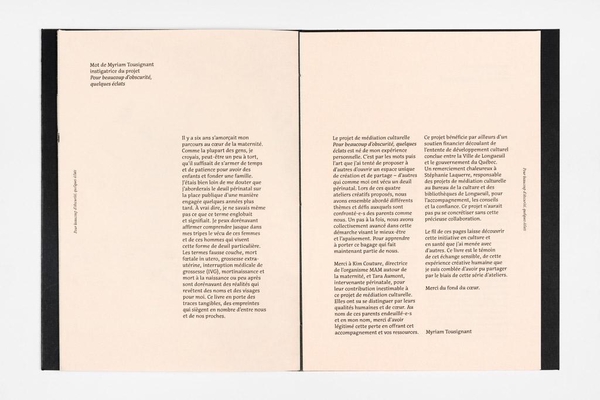 Mot de Myriam Tousignant
instigatrice du projet
Pour beaucoup d'obscurité,
quelques éclats
Pour beaucoup d'obscurité, quelques éclats
Il y a six ans s'amorçait mon
parcours au cœur de la maternité.
Comme la plupart des gens, je
croyais, peut-être un peu à tort,
qu'il suffisait de s'armer de temps
et de patience pour avoir des
enfants et fonder une famille.
J'étais bien loin de me douter que
j'aborderais le deuil périnatal sur
la place publique d'une manière
engagée quelques années plus
tard. À vrai dire, je ne savais même
pas ce que ce terme englobait
et signifiait. Je peux dorénavant
affirmer comprendre jusque dans
mes tripes le vécu de ces femmes
et de ces hommes qui vivent
cette forme de deuil particulière.
Les termes fausse couche, mort
fœtale in utero, grossesse extra-
utérine, interruption médicale de
grossesse (IVG), mortinaissance et
mort à la naissance ou peu après
sont dorénavant des réalités qui
revêtent des noms et des visages
pour moi. Ce livre en porte des
traces tangibles, des empreintes
qui siègent en nombre d'entre nous
et de nos proches.
Le projet de médiation culturelle
Pour beaucoup d'obscurité, quelques
éclats est né de mon expérience
personnelle. C'est par les mots puis
l'art que j'ai tenté de proposer à
d'autres d'ouvrir un espace unique
de création et de partage – d'autres
qui comme moi ont vécu un deuil
périnatal. Lors de ces quatre
ateliers créatifs proposés, nous
avons ensemble abordé différents
thèmes et défis auxquels sont
confronté·e·s des parents comme
nous. Un pas à la fois, nous avons
collectivement avancé dans cette
démarche vivant le mieux-être
et l'apaisement. Pour apprendre
à porter ce bagage qui fait
maintenant partie de nous.
Merci à Kim Couture, directrice
de l'organisme MAM autour de
la maternité, et Tara Aumont,
intervenante périnatale, pour
leur contribution inestimable à
ce projet de médiation culturelle.
Elles ont su se distinguer par leurs
qualités humaines et de cœur. Au
nom de ces parents endeuillé·e·s
et en mon nom, merci d'avoir
légitimé cette perte en offrant cet
accompagnement et vos ressources.
Ce projet bénéficie par ailleurs d'un
soutien financier découlant de
l'entente de développement culturel
conclue entre la Ville de Longueuil
et le gouvernement du Québec.
Un remerciement chaleureux à
Stéphanie Laquerre, responsable
des projets de médiation culturelle
au Bureau de la culture et des
bibliothèques de Longueuil, pour
l'accompagnement, les conseils
et la confiance. Ce projet n'aurait
pas pu se concrétiser sans cette
précieuse collaboration.
Le fil de ces pages laisse découvrir
cette initiative en culture et
en santé que j'ai menée avec
d'autres. Ce livre est le témoin
de cet échange sensible, de cette
expérience créative humaine que
je suis comblée d'avoir pu partager
par le biais de cette série d'ateliers.
Merci du fond du cœur.
Myriam Tousignant
Pour beaucoup d'obscurité, quelques éclats